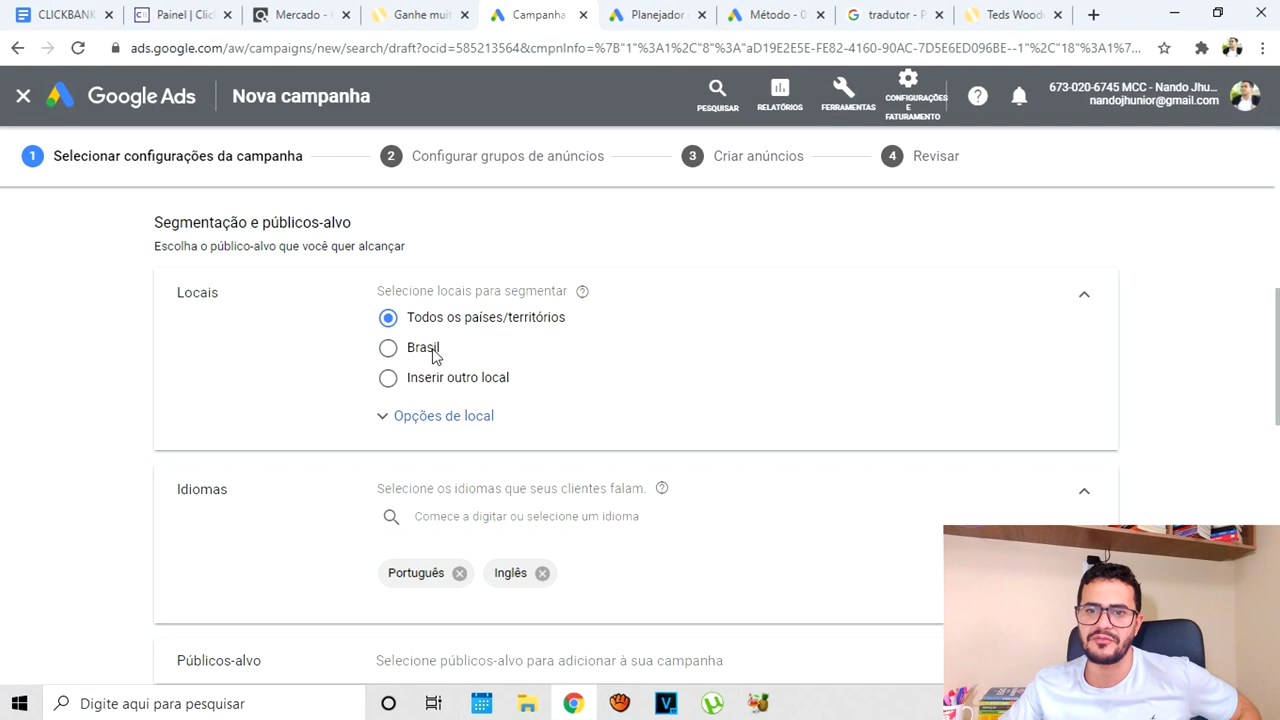 CLICKBANK
Painel | Click
Mercado -
Ganhe mui
Campanha
Planejador
Método - 0
tradutor - P
Teds Woodw
ads.google.com/aw/campaigns/new/search/draft?ocid=585213564&cmpnInfo=%7B"1"%3A1%2C"8"%3A"aD19E2E5E-FE82-4160-90AC-7D5E6ED096BE--1"%2C"18"%3A1%7...
Google Ads
Nova campanha
PESQUISAR
RELATÓRIOS
FERRAMENTAS
CONFIGURAÇÕES
E
FATURAMENTO
673-020-6745 MCC - Nando Jhu...
nandojhunior@gmail.com
1 Selecionar configurações da campanha
2 Configurar grupos de anúncios
3 Criar anúncios
4 Revisar
Segmentação e públicos-alvo
Escolha o público-alvo que você quer alcançar
Locais
Selecione locais para segmentar
Todos os países/territórios
Brasil
Inserir outro local
Opções de local
Idiomas
Selecione os idiomas que seus clientes falam.
Comece a digitar ou selecione um idioma
Português
Inglês
Públicos-alvo
Selecione públicos-alvo para adicionar à sua campanha
Digite aqui para pesquisar